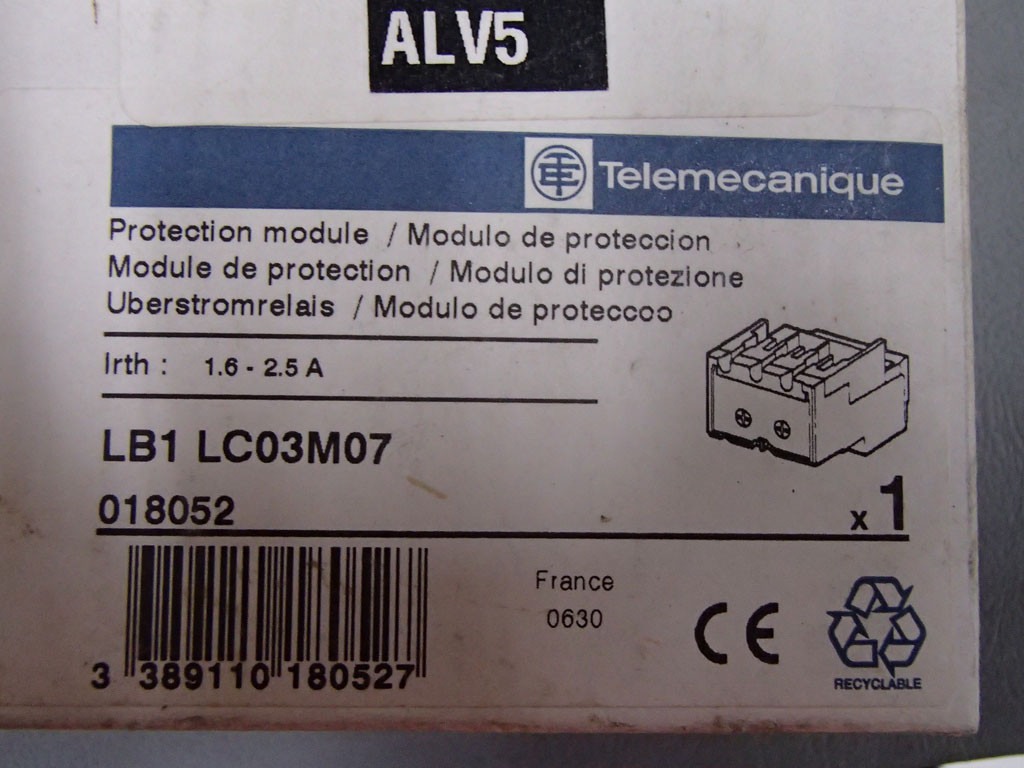 ALV5
Telemecanique
Protection module / Modulo de proteccion
Module de protection / Modulo di protezione
Uberstromrelais / Modulo de proteccoo
Irth : 1.6 - 2.5 A
LB1 LC03M07
018052
x 1
France
0630
CE
3 389110 180527
RECYCLABLE